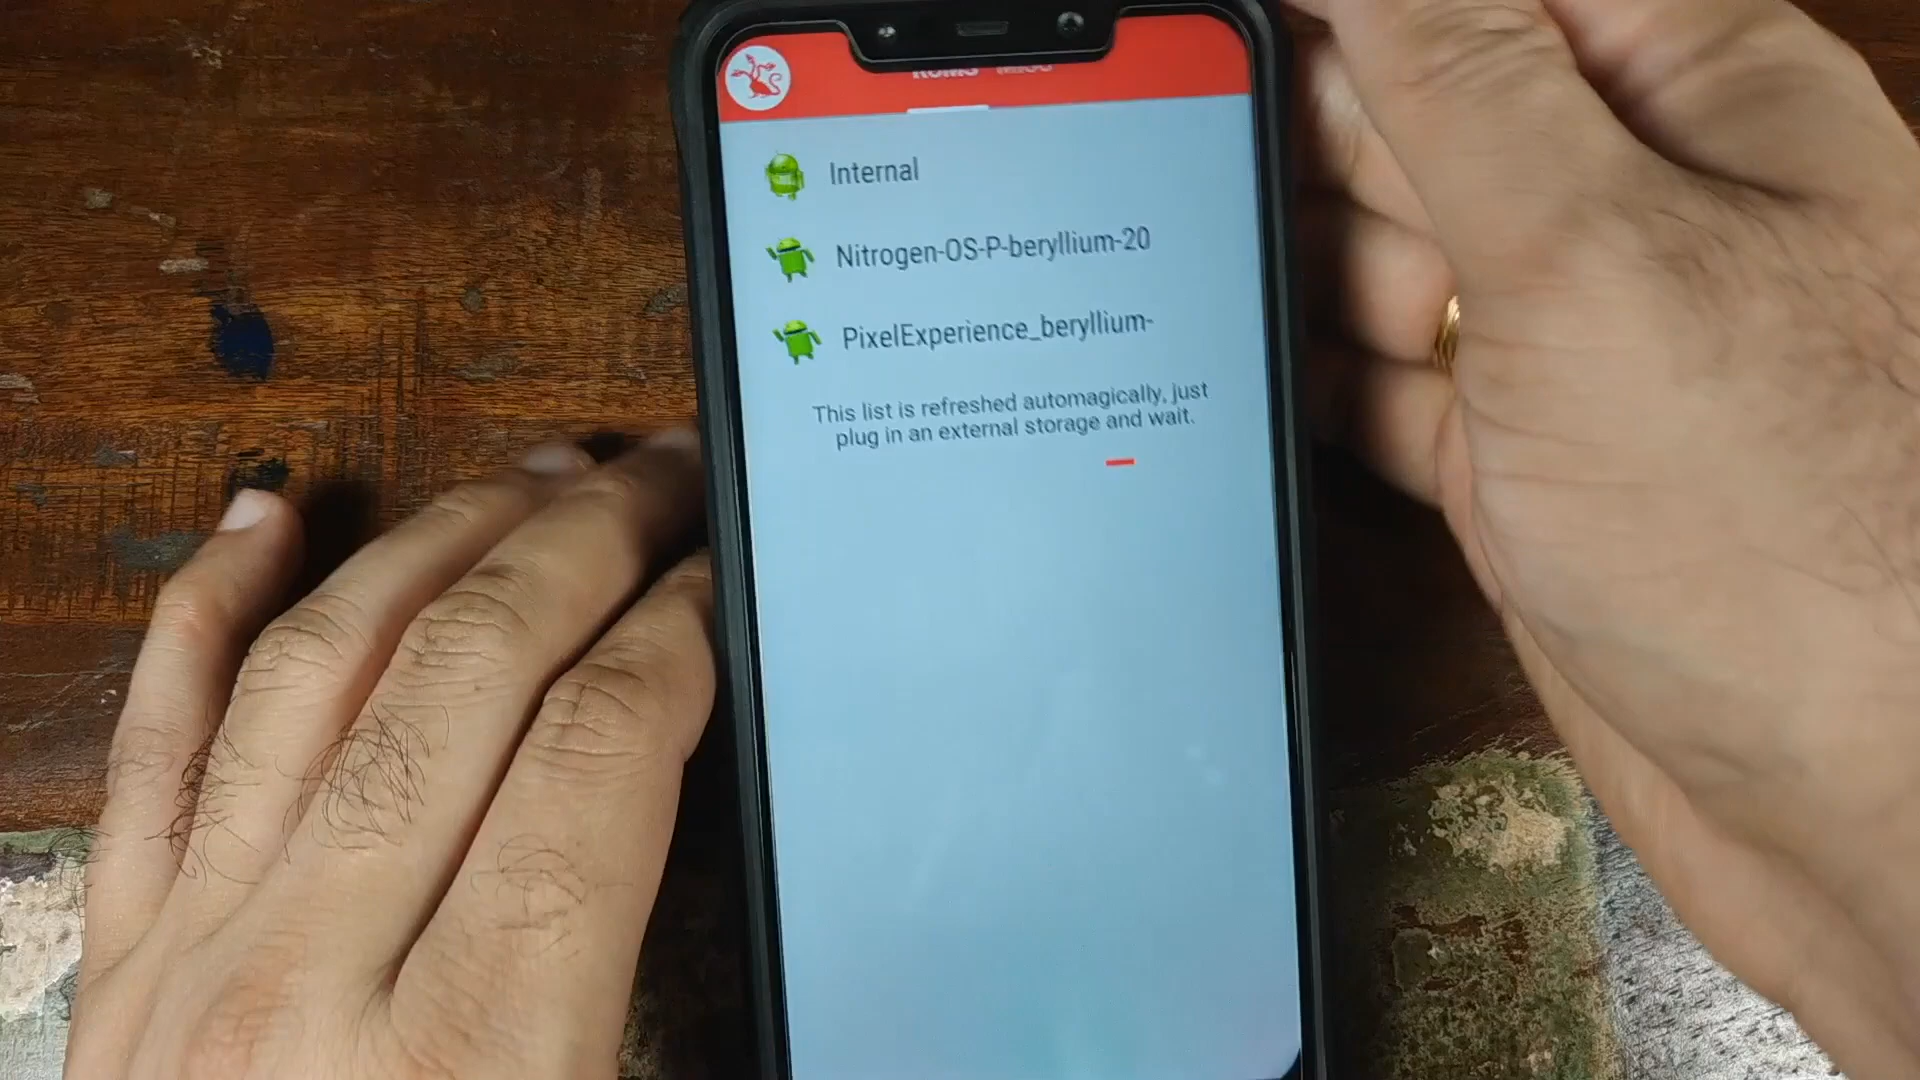 Internal
Nitrogen-OS-P-beryllium-20
PixelExperience_beryllium-
This list is refreshed automagically, just
plug in an external storage and wait.